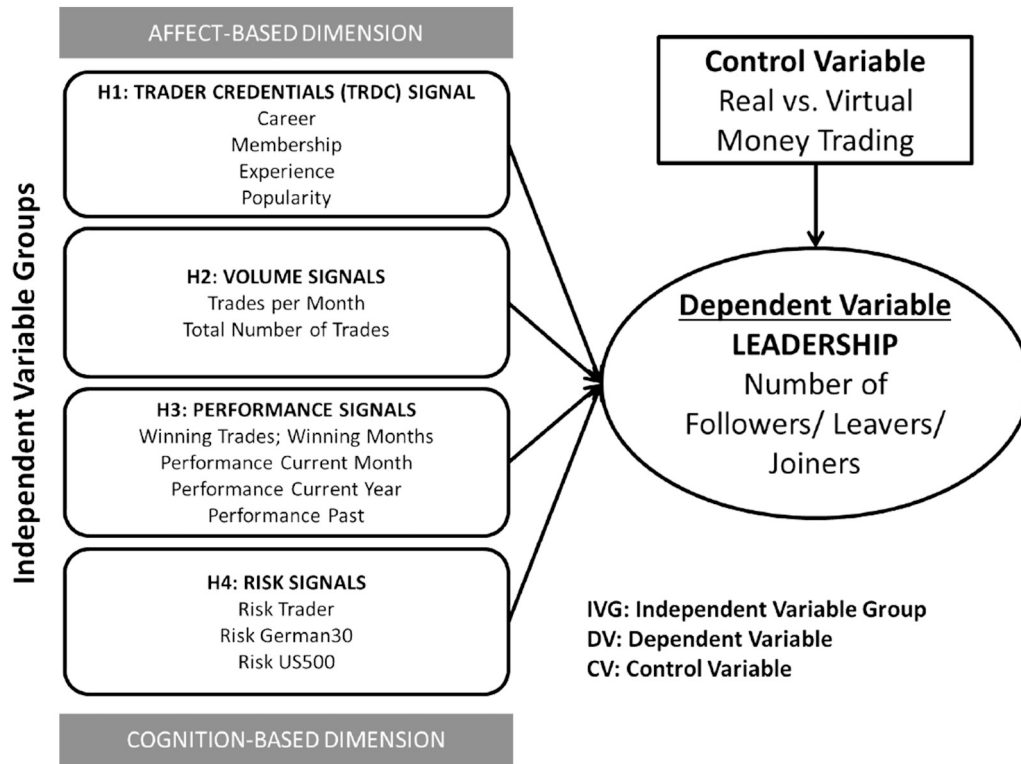 AFFECT-BASED DIMENSION
H1: TRADER CREDENTIALS (TRDC) SIGNAL
Career
Membership
Experience
Popularity
H2: VOLUME SIGNALS
Trades per Month
Total Number of Trades
H3: PERFORMANCE SIGNALS
Winning Trades; Winning Months
Performance Current Month
Performance Current Year
Performance Past
H4: RISK SIGNALS
Risk Trader
Risk German30
Risk US500
COGNITION-BASED DIMENSION
Independent Variable Groups
Control Variable
Real vs. Virtual
Money Trading
Dependent Variable
LEADERSHIP
Number of
Followers/ Leavers/
Joiners
IVG: Independent Variable Group
DV: Dependent Variable
CV: Control Variable